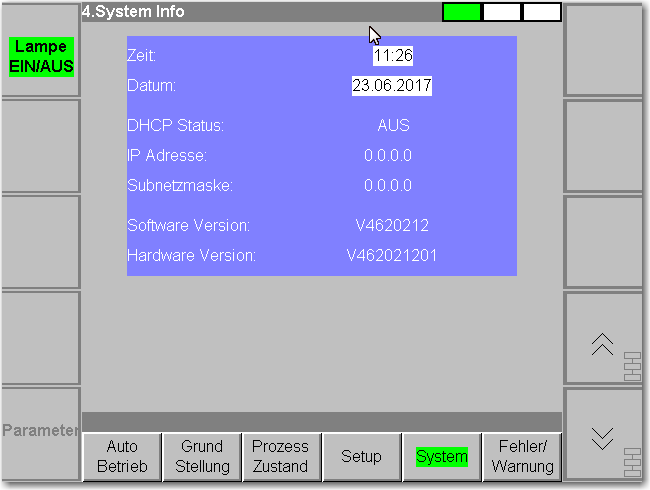 4.System Info
Lampe
EIN/AUS
Zeit: 11:26
Datum: 23.06.2017
DHCP Status: AUS
IP Adresse: 0.0.0.0
Subnetzmaske: 0.0.0.0
Software Version: V4620212
Hardware Version: V462021201
Parameter
Auto
Betrieb
Grund
Stellung
Prozess
Zustand
Setup
System
Fehler/
Warnung